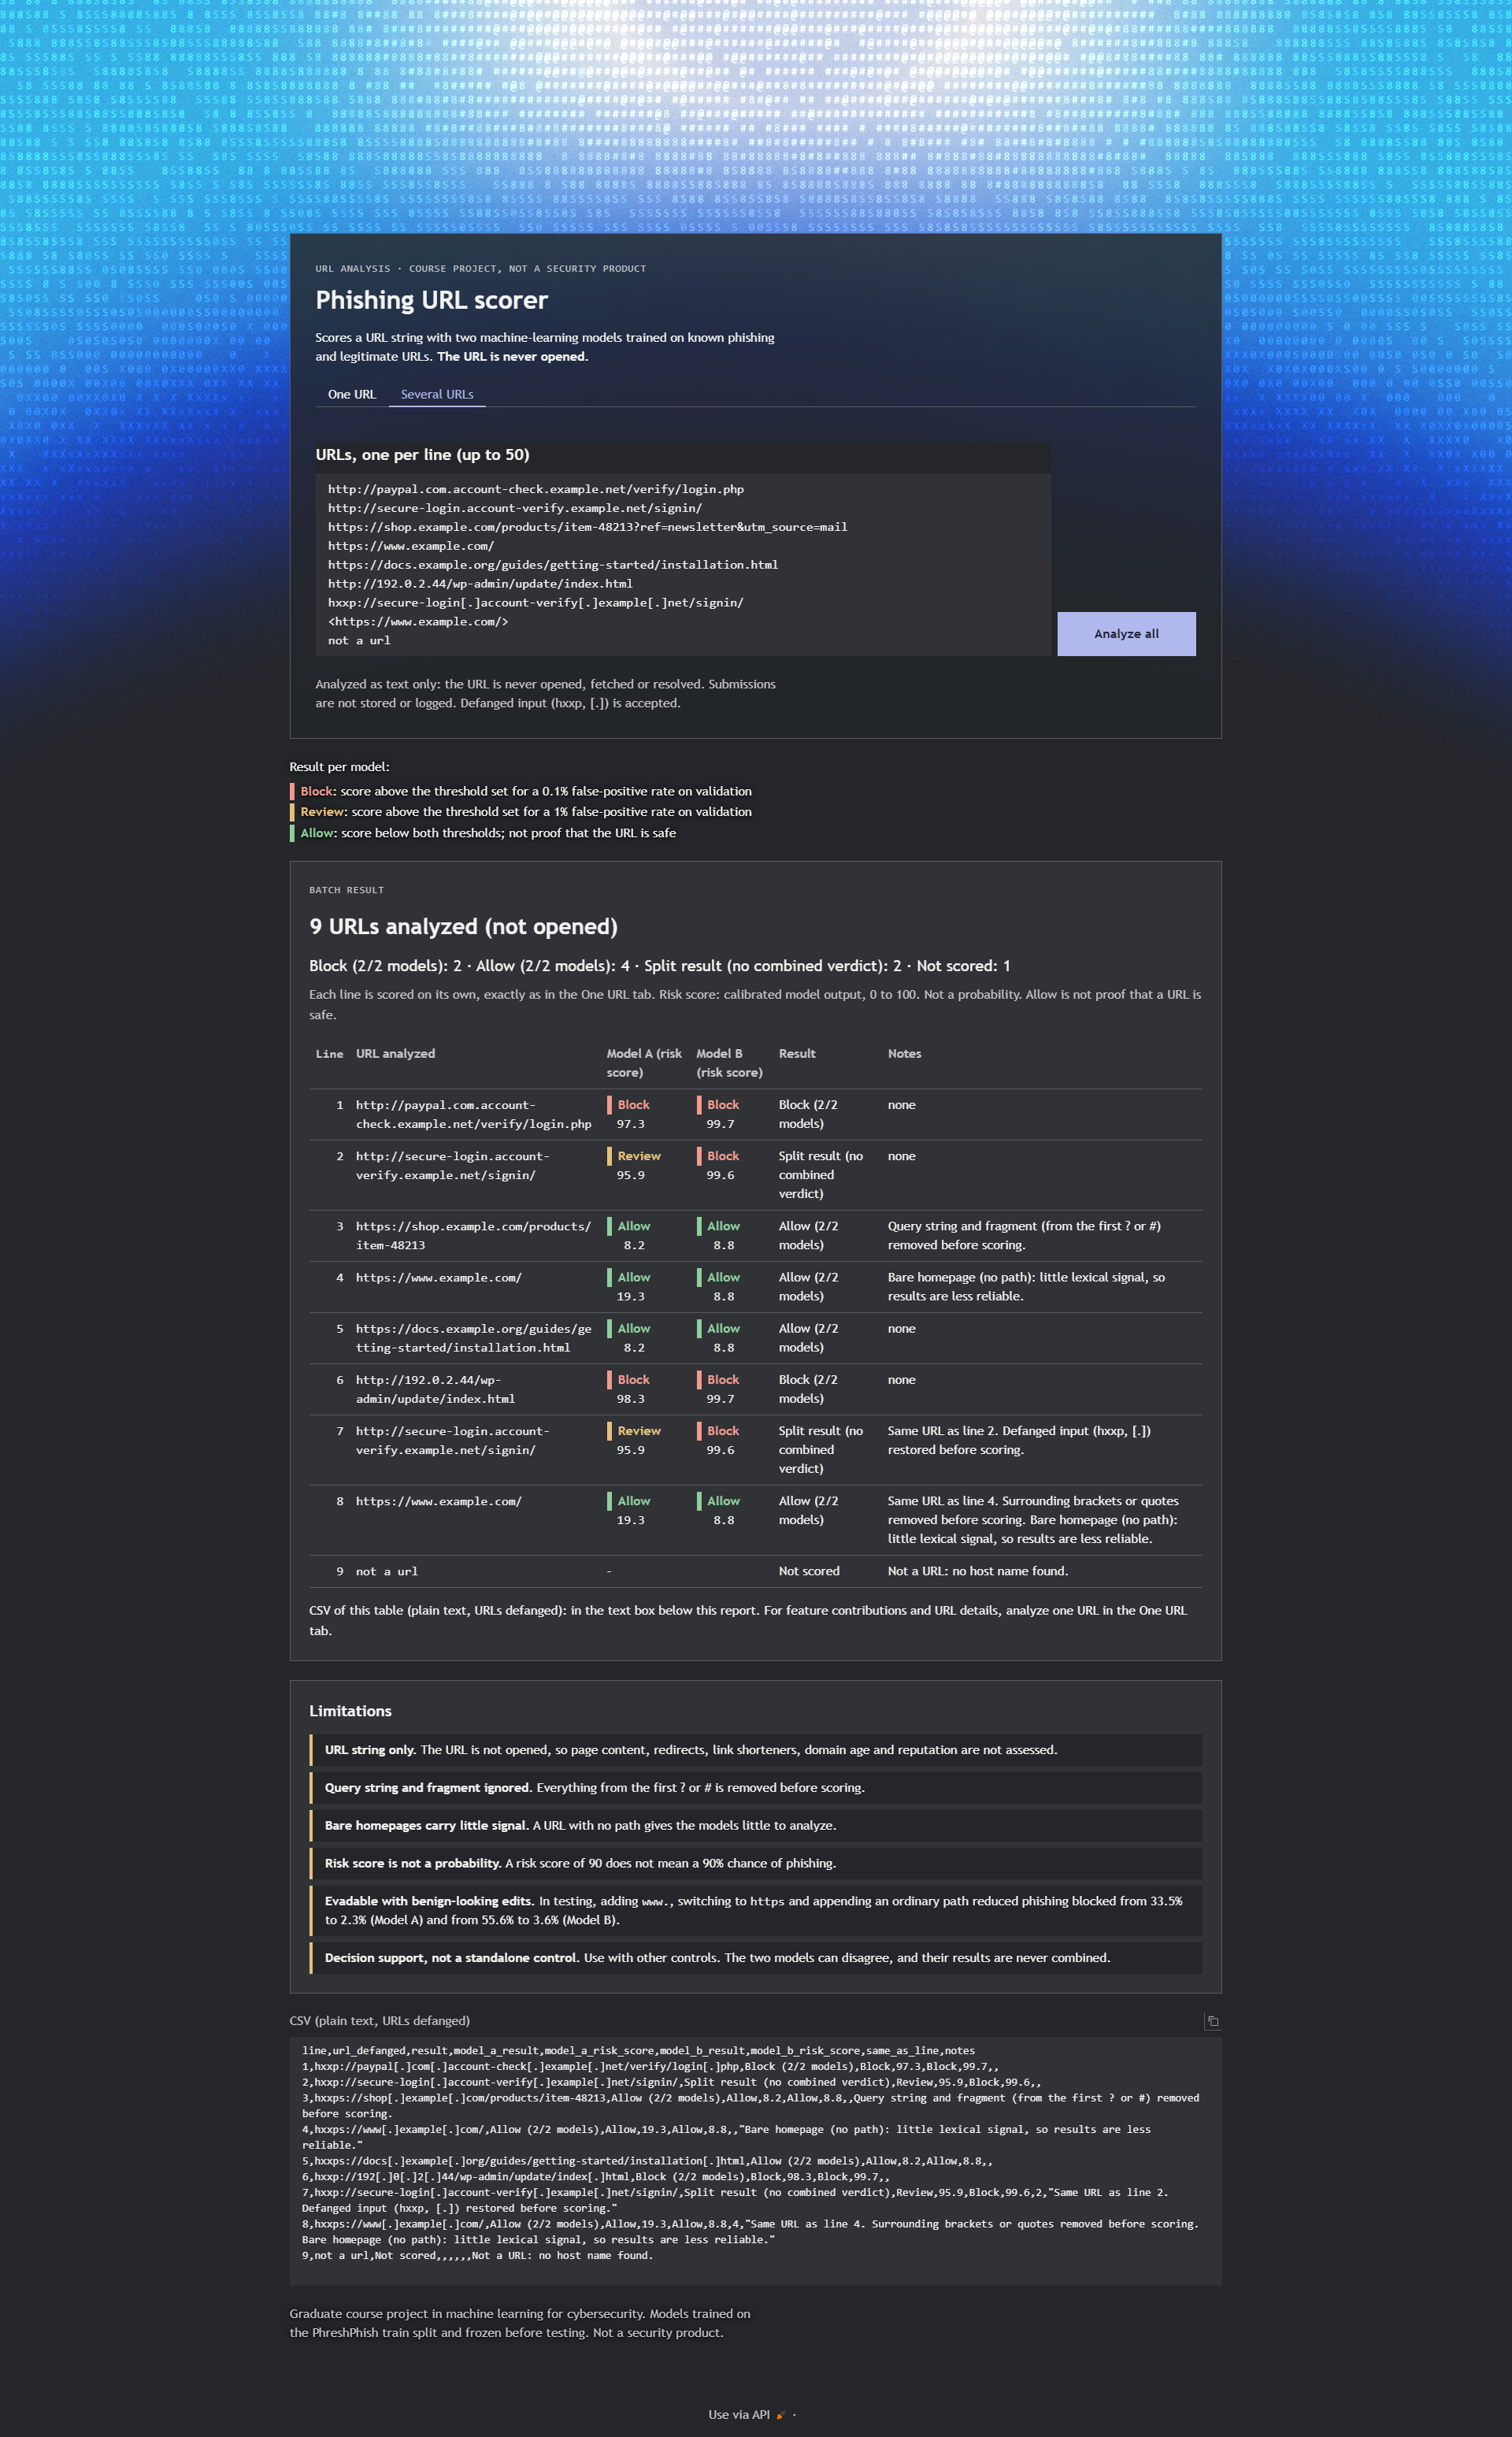 URL ANALYSIS · COURSE PROJECT, NOT A SECURITY PRODUCT
Phishing URL scorer
Scores a URL string with two machine-learning models trained on known phishing
and legitimate URLs. The URL is never opened.
One URL
Several URLs
URLs, one per line (up to 50)
http://paypal.com.account-check.example.net/verify/login.php
http://secure-login.account-verify.example.net/signin/
https://shop.example.com/products/item-48213?ref=newsletter&utm_source=mail
https://www.example.com/
https://docs.example.org/guides/getting-started/installation.html
http://192.0.2.44/wp-admin/update/index.html
hxxp://secure-login[.]account-verify[.]example[.]net/signin/
<https://www.example.com/>
not a url
Analyze all
Analyzed as text only: the URL is never opened, fetched or resolved. Submissions
are not stored or logged. Defanged input (hxxp, [.]) is accepted.
Result per model:
Block: score above the threshold set for a 0.1% false-positive rate on validation
Review: score above the threshold set for a 1% false-positive rate on validation
Allow: score below both thresholds; not proof that the URL is safe
BATCH RESULT
9 URLs analyzed (not opened)
Block (2/2 models): 2 · Allow (2/2 models): 4 · Split result (no combined verdict): 2 · Not scored: 1
Each line is scored on its own, exactly as in the One URL tab. Risk score: calibrated model output, 0 to 100. Not a probability. Allow is not proof that a URL is
safe.
Line URL analyzed Model A (risk Model B Result Notes
score) (risk score)
1 http://paypal.com.account- Block Block Block (2/2 none
check.example.net/verify/login.php 97.3 99.7 models)
2 http://secure-login.account- Review Block Split result (no none
verify.example.net/signin/ 95.9 99.6 combined
verdict)
3 https://shop.example.com/products/ Allow Allow Allow (2/2 Query string and fragment (from the first ? or #)
item-48213 8.2 8.8 models) removed before scoring.
4 https://www.example.com/ Allow Allow Allow (2/2 Bare homepage (no path): little lexical signal, so
19.3 8.8 models) results are less reliable.
5 https://docs.example.org/guides/ge Allow Allow Allow (2/2 none
tting-started/installation.html 8.2 8.8 models)
6 http://192.0.2.44/wp- Block Block Block (2/2 none
admin/update/index.html 98.3 99.7 models)
7 http://secure-login.account- Review Block Split result (no Same URL as line 2. Defanged input (hxxp, [.])
verify.example.net/signin/ 95.9 99.6 combined restored before scoring.
verdict)
8 https://www.example.com/ Allow Allow Allow (2/2 Same URL as line 4. Surrounding brackets or quotes
19.3 8.8 models) removed before scoring. Bare homepage (no path):
little lexical signal, so results are less reliable.
9 not a url - Not scored Not a URL: no host name found.
CSV of this table (plain text, URLs defanged): in the text box below this report. For feature contributions and URL details, analyze one URL in the One URL
tab.
Limitations
URL string only. The URL is not opened, so page content, redirects, link shorteners, domain age and reputation are not assessed.
Query string and fragment ignored. Everything from the first ? or # is removed before scoring.
Bare homepages carry little signal. A URL with no path gives the models little to analyze.
Risk score is not a probability. A risk score of 90 does not mean a 90% chance of phishing.
Evadable with benign-looking edits. In testing, adding www., switching to https and appending an ordinary path reduced phishing blocked from 33.5%
to 2.3% (Model A) and from 55.6% to 3.6% (Model B).
Decision support, not a standalone control. Use with other controls. The two models can disagree, and their results are never combined.
CSV (plain text, URLs defanged)
line,url_defanged,result,model_a_result,model_a_risk_score,model_b_result,model_b_risk_score,same_as_line,notes
1,hxxp://paypal[.]com[.]account-check[.]example[.]net/verify/login[.]php,Block (2/2 models),Block,97.3,Block,99.7,,
2,hxxp://secure-login[.]account-verify[.]example[.]net/signin/,Split result (no combined verdict),Review,95.9,Block,99.6,,
3,hxxps://shop[.]example[.]com/products/item-48213,Allow (2/2 models),Allow,8.2,Allow,8.8,,Query string and fragment (from the first ? or #) removed
before scoring.
4,hxxps://www[.]example[.]com/,Allow (2/2 models),Allow,19.3,Allow,8.8,,"Bare homepage (no path): little lexical signal, so results are less
reliable."
5,hxxps://docs[.]example[.]org/guides/getting-started/installation[.]html,Allow (2/2 models),Allow,8.2,Allow,8.8,,
6,hxxp://192[.]0[.]2[.]44/wp-admin/update/index[.]html,Block (2/2 models),Block,98.3,Block,99.7,,
7,hxxp://secure-login[.]account-verify[.]example[.]net/signin/,Split result (no combined verdict),Review,95.9,Block,99.6,2,"Same URL as line 2.
Defanged input (hxxp, [.]) restored before scoring."
8,hxxps://www[.]example[.]com/,Allow (2/2 models),Allow,19.3,Allow,8.8,4,"Same URL as line 4. Surrounding brackets or quotes removed before scoring.
Bare homepage (no path): little lexical signal, so results are less reliable."
9,not a url,Not scored,,,,,,Not a URL: no host name found.
Graduate course project in machine learning for cybersecurity. Models trained on
the PhreshPhish train split and frozen before testing. Not a security product.
Use via API ·